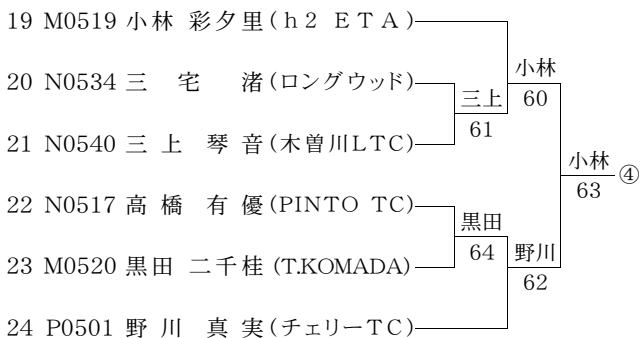 19 M0519 小林 彩夕里(h2 ETA)
小林
20 N0534 三 宅 渚(ロングウッド)
60
三上
61
21 N0540 三 上 琴 音(木曽川LTC)
小林
④
63
22 N0517 高 橋 有 優(PINTO TC)
黒田
64
野川
23 M0520 黒田 二千桂(T.KOMADA)
62
24 P0501 野 川 真 実(チェリーTC)